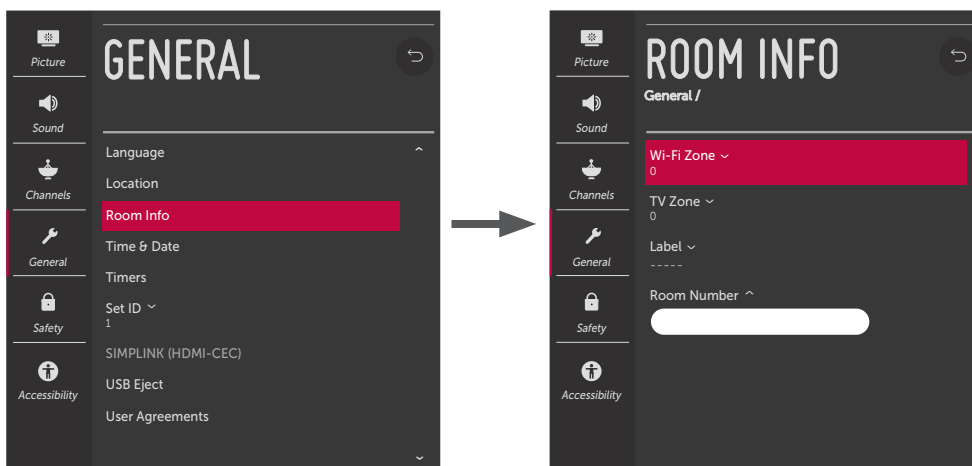 Picture
Sound
Channels
General
Safety
Accessibility
GENERAL
Language
Location
Room Info
Time & Date
Timers
Set ID
1
SIMPLINK (HDMI-CEC)
USB Eject
User Agreements
Picture
Sound
Channels
General
Safety
Accessibility
ROOM INFO
General /
Wi-Fi Zone
0
TV Zone
0
Label
-----
Room Number